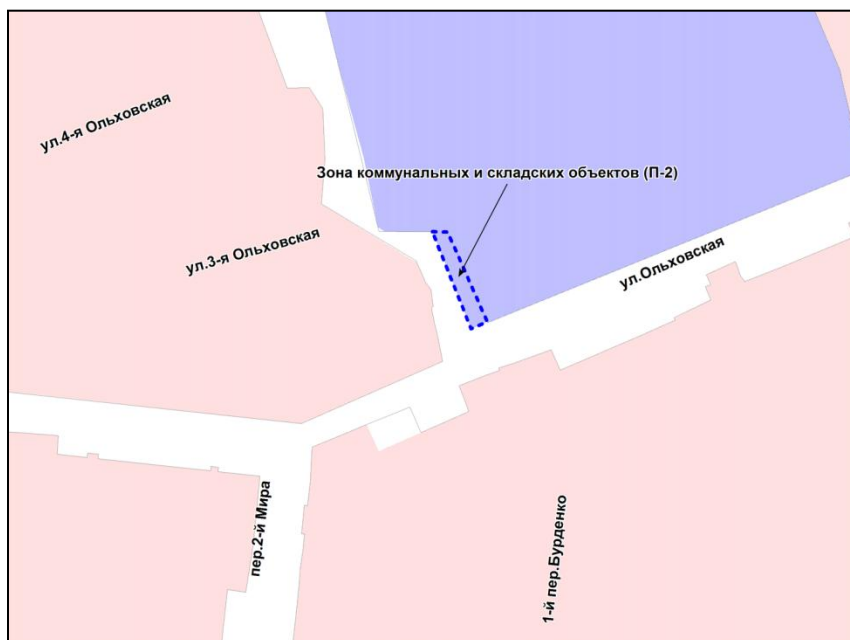 ул.4-я Ольховская
Зона коммунальных и складских объектов (П-2)
ул.3-я Ольховская
ул.Ольховская
пер.2-й Мира
1-й пер.Бурденко